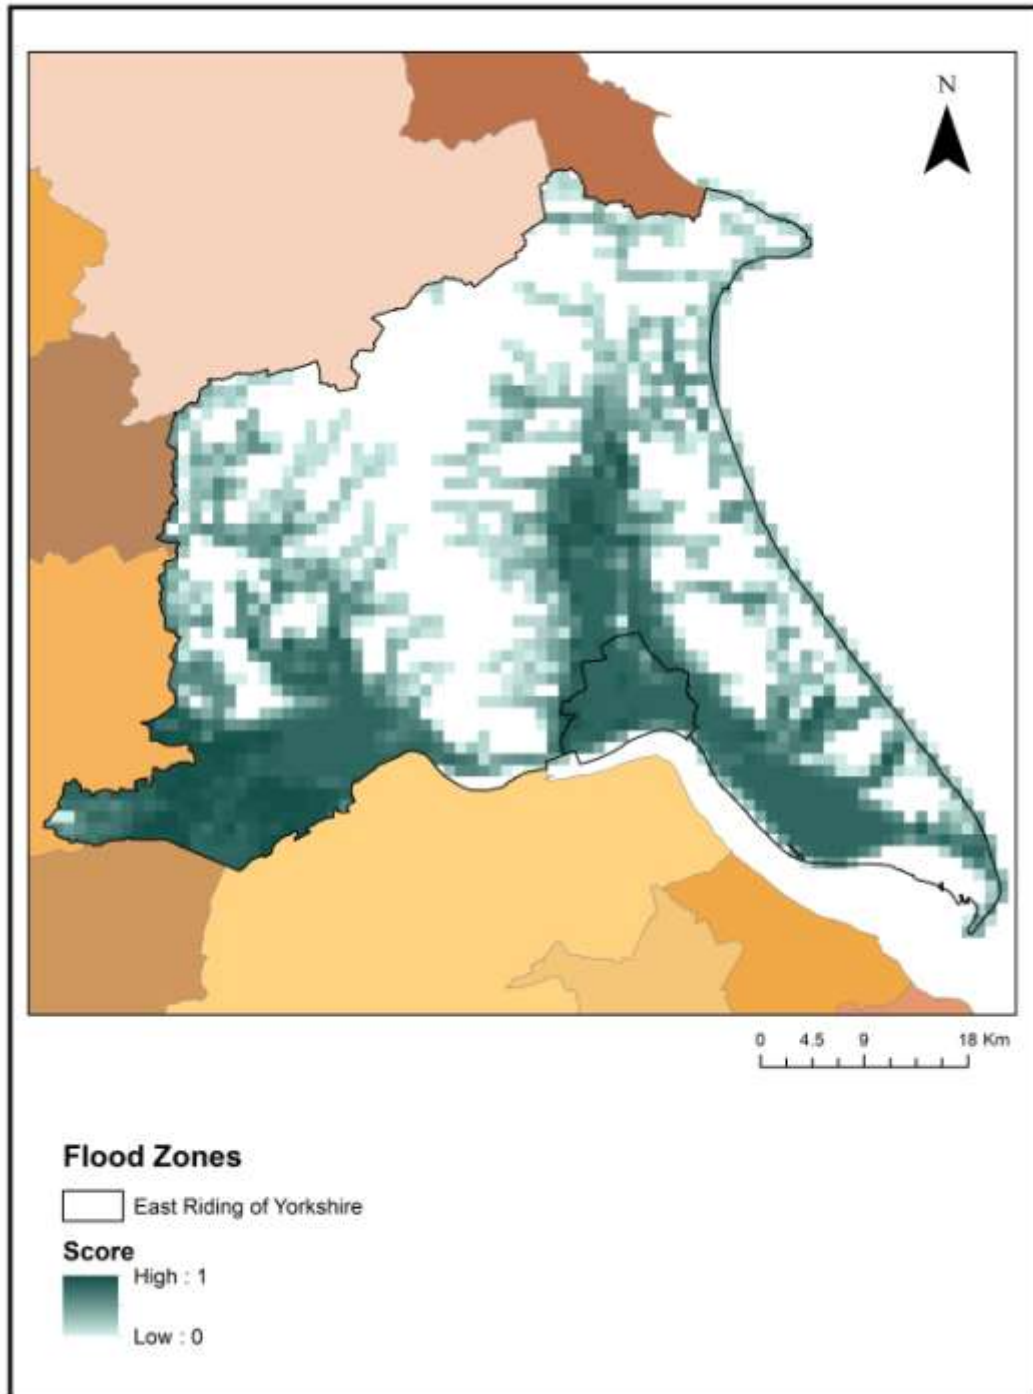 N
0 4.5 9 18 Km
Flood Zones
East Riding of Yorkshire
Score
High : 1
Low : 0